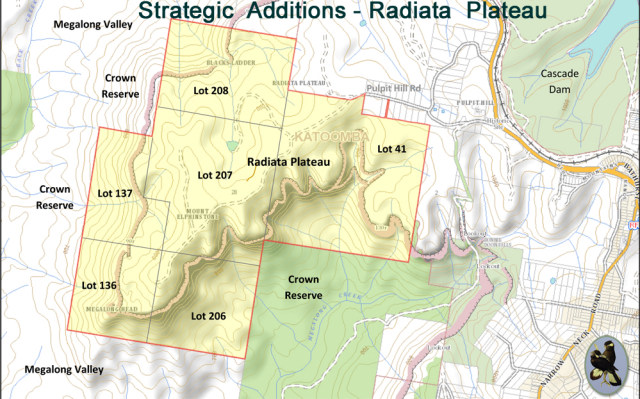 Strategic Additions - Radiata Plateau
Megalong Valley
BLACKS LADDER
Crown
Reserve
Lot 208
RADIATA PLATEAU
Pulpit Hill Rd
Cascade
Dam
PULPIT HILL
KATOOMBA
Lot 41
Radiata Plateau
Crown
Reserve
Lot 137
Lot 207
MOUNT
ELPHINSTONE
Crown
Reserve
Lot 136
MEGALONG HEAD
Lot 206
MEGALONG CREEK
NARROW NECK ROAD
Megalong Valley